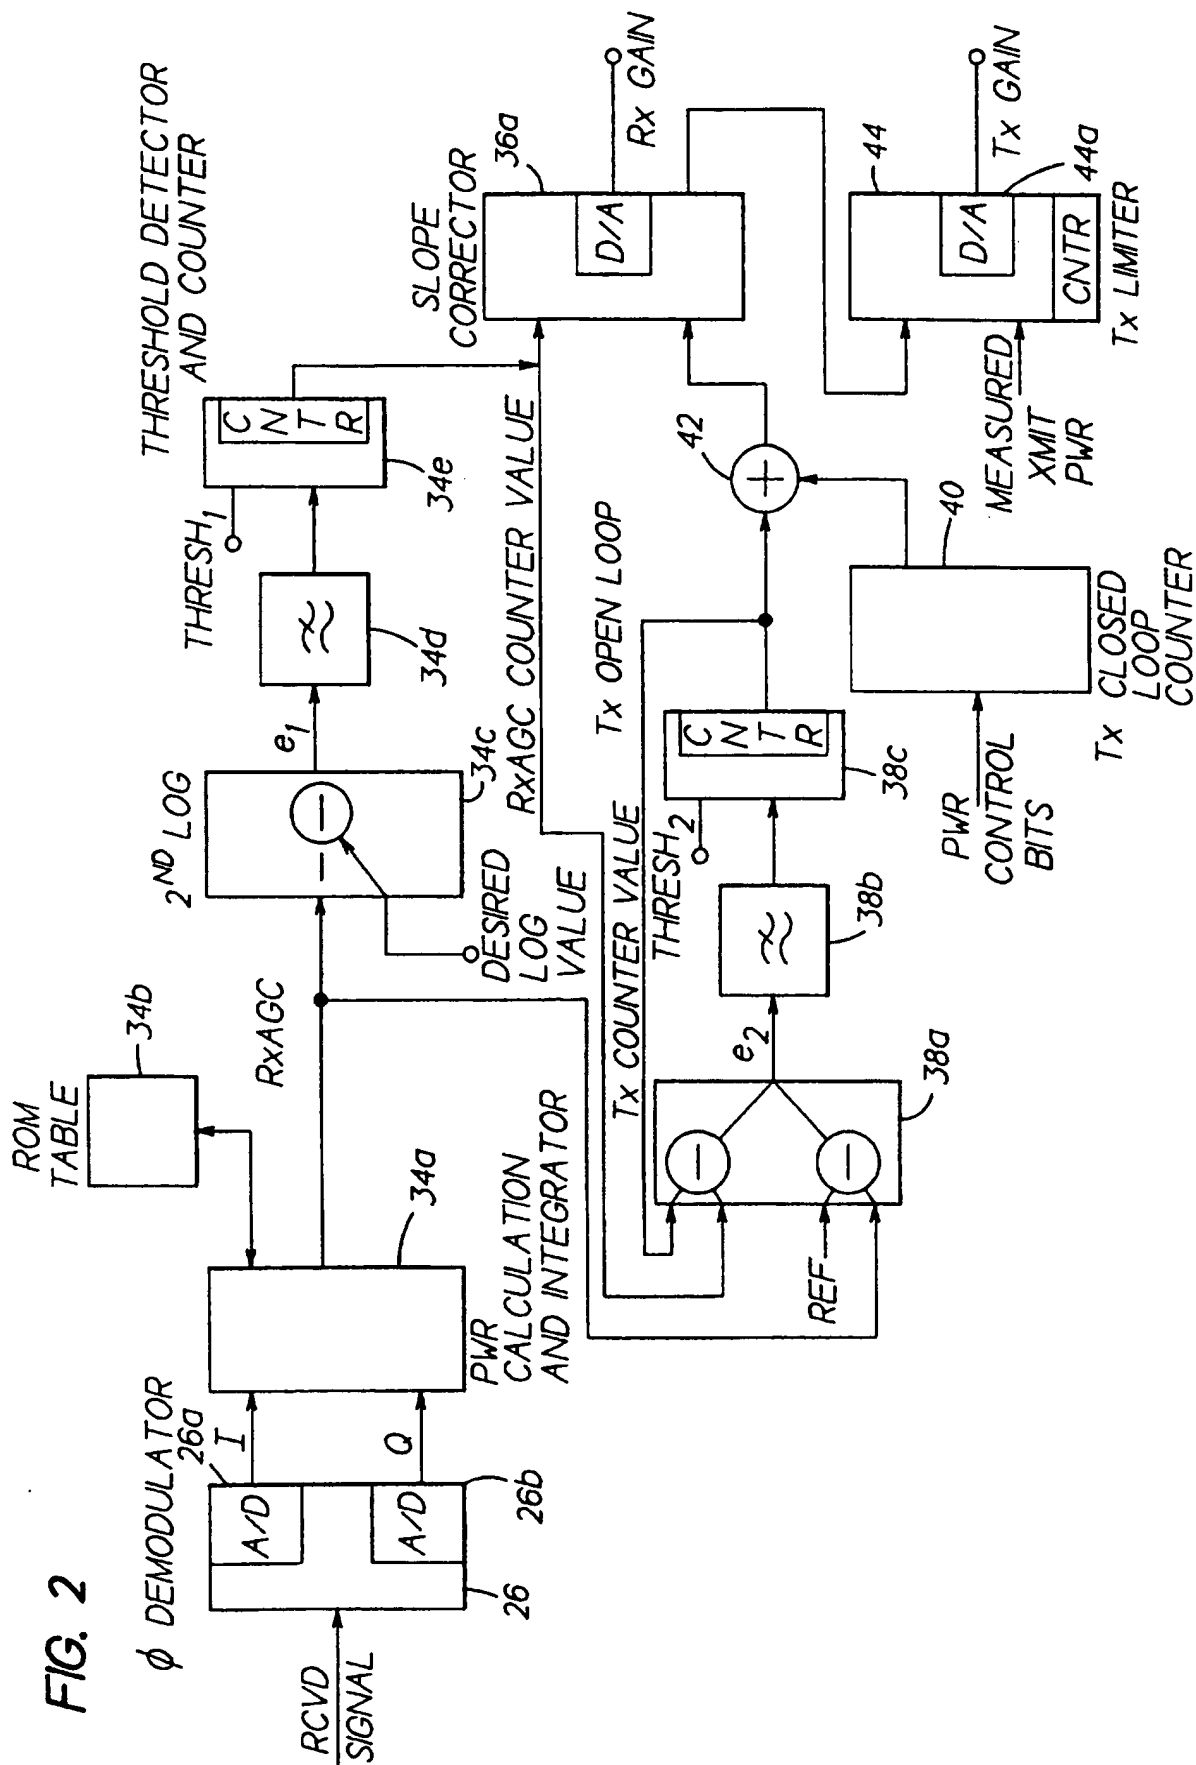 FIG. 2
φ DEMODULATOR
RCVD
SIGNAL
26a
A/D
I
A/D
Q
26b
26
ROM
TABLE
34b
34a
PWR
CALCULATION
AND INTEGRATOR
RxAGC
2ND LOG
34c
DESIRED
LOG
VALUE
e1
34d
THRESHOLD DETECTOR
AND COUNTER
THRESH1
CNTR
34e
RxAGC COUNTER VALUE
SLOPE
CORRECTOR
36a
D/A
Rx GAIN
Tx COUNTER VALUE
Tx OPEN LOOP
REF
38a
e2
38b
THRESH2
CNTR
38c
42
PWR
CONTROL
BITS
40
Tx CLOSED
LOOP
COUNTER
MEASURED
XMIT
PWR
44
D/A
Tx GAIN
44a
CNTR
Tx LIMITER